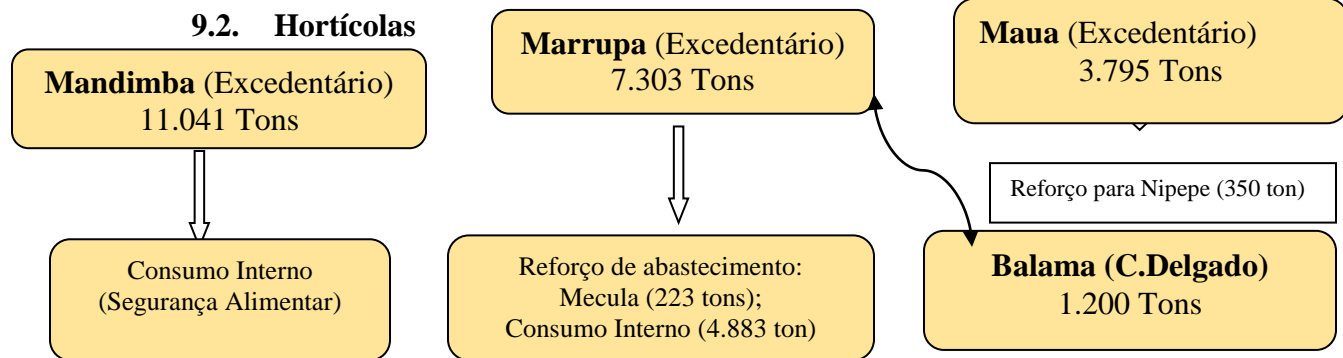 9.2. Hortícolas
Mandimba (Excedentário)
11.041 Tons
Marrupa (Excedentário)
7.303 Tons
Maua (Excedentário)
3.795 Tons
Reforço para Nipepe (350 ton)
Consumo Interno
(Segurança Alimentar)
Reforço de abastecimento:
Mecula (223 tons);
Consumo Interno (4.883 ton)
Balama (C.Delgado)
1.200 Tons